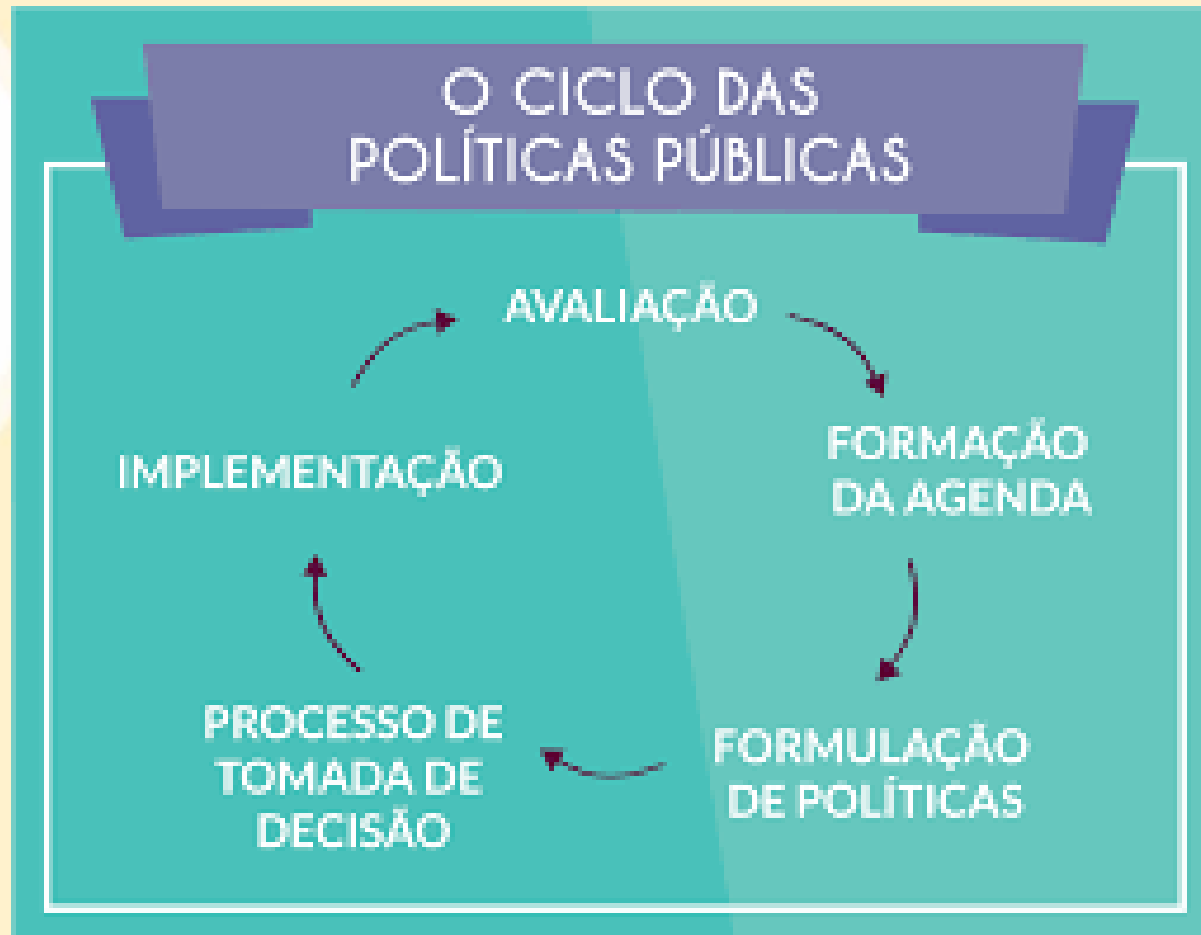 O CICLO DAS
POLÍTICAS PÚBLICAS
AVALIAÇÃO
FORMAÇÃO
DA AGENDA
FORMULAÇÃO
DE POLÍTICAS
PROCESSO DE
TOMADA DE
DECISÃO
IMPLEMENTAÇÃO